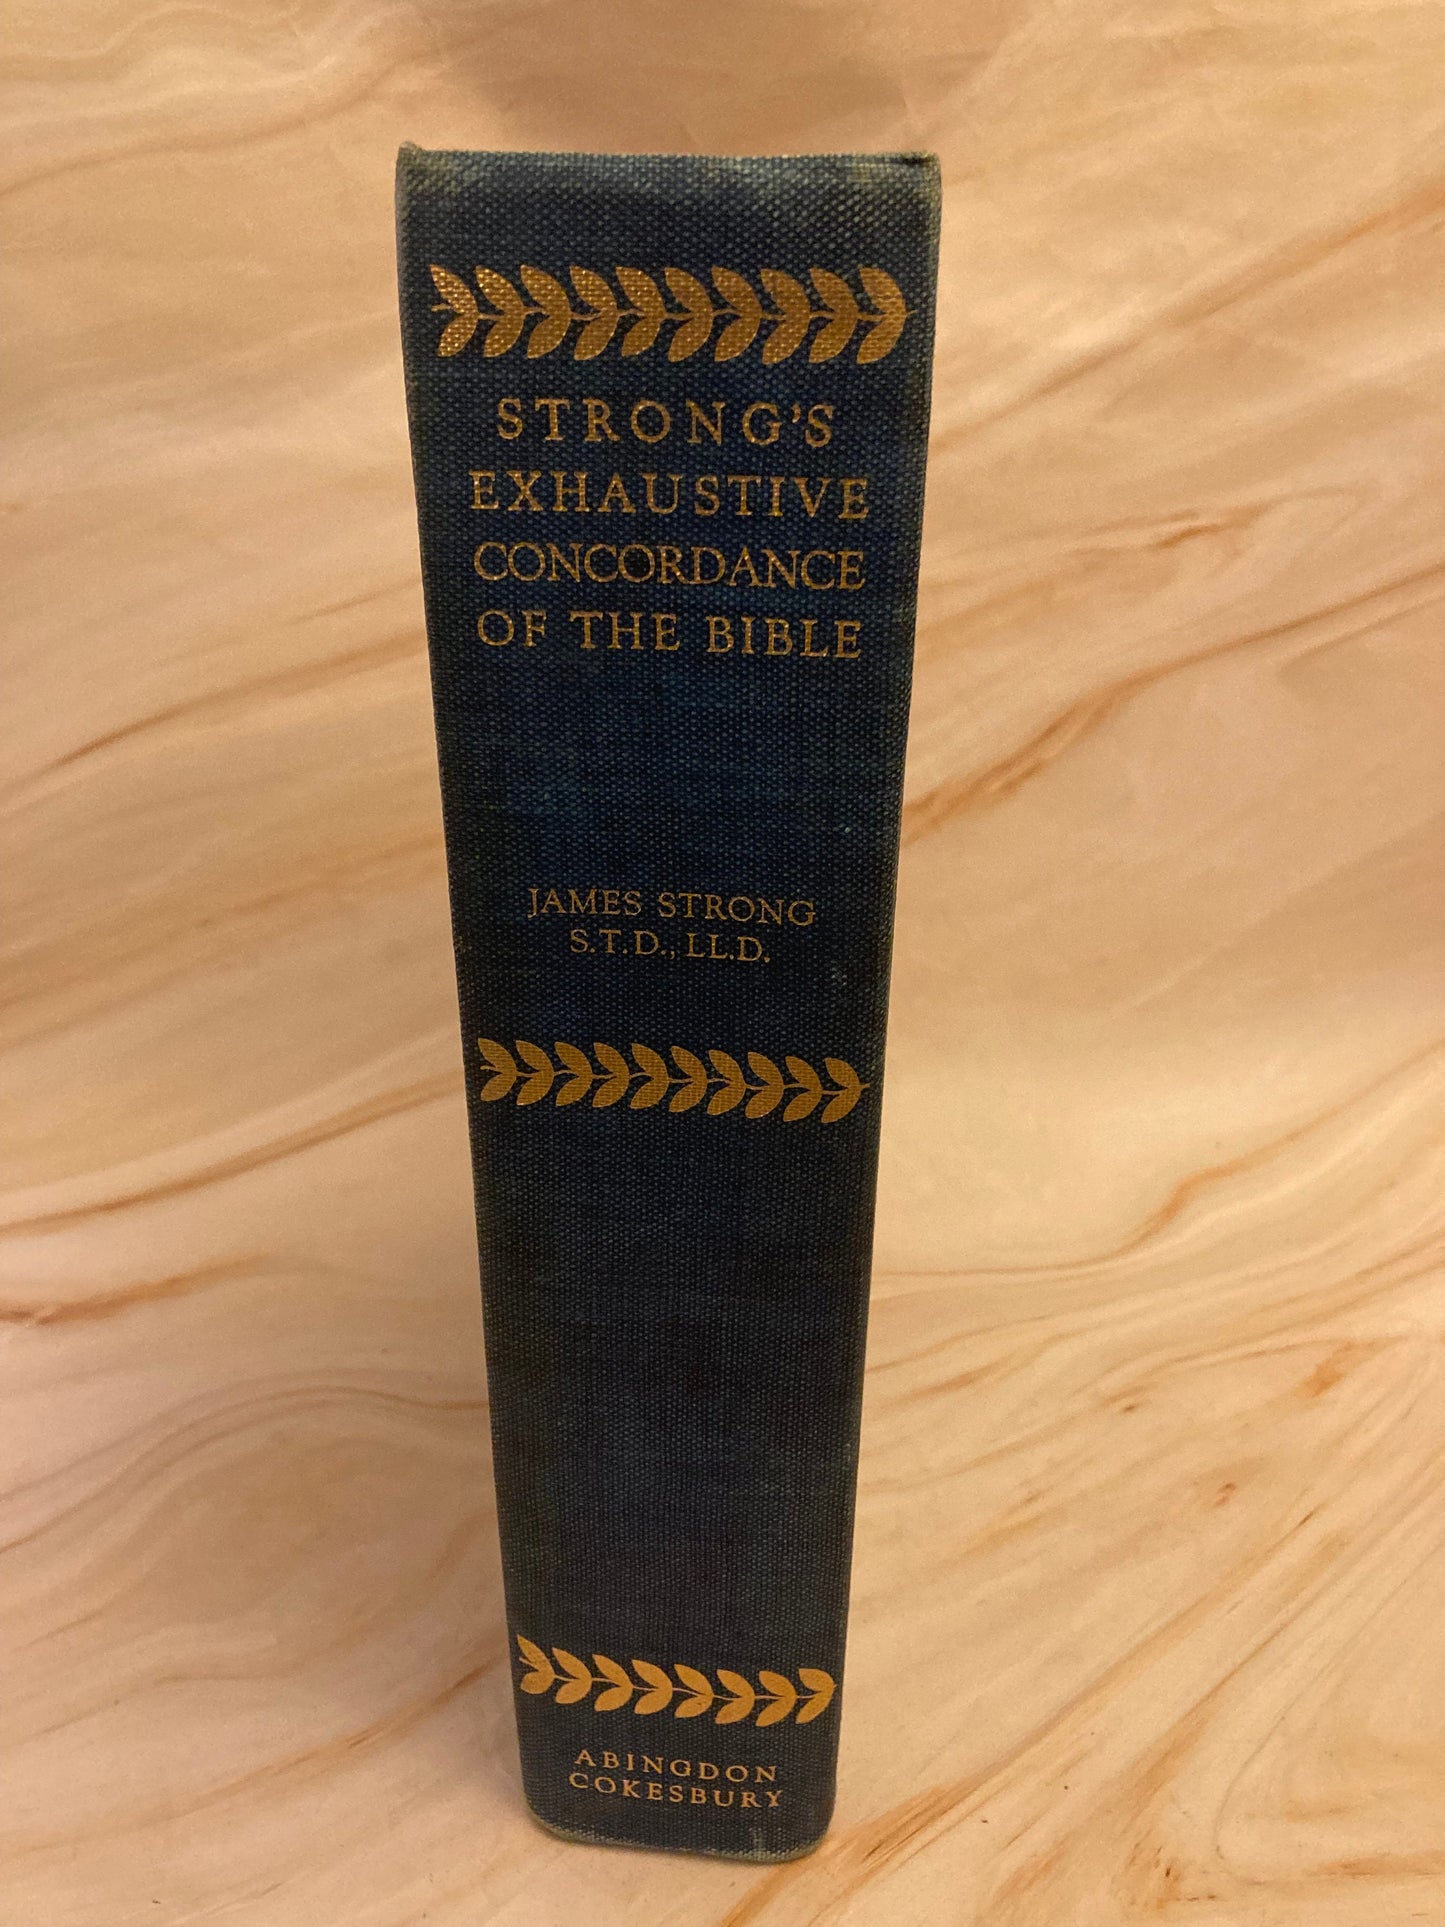 STRONG'S
EXHAUSTIVE
CONCORDANCE
OF THE BIBLE
JAMES STRONG
S.T.D., LL.D.
ABINGDON
COKESBURY